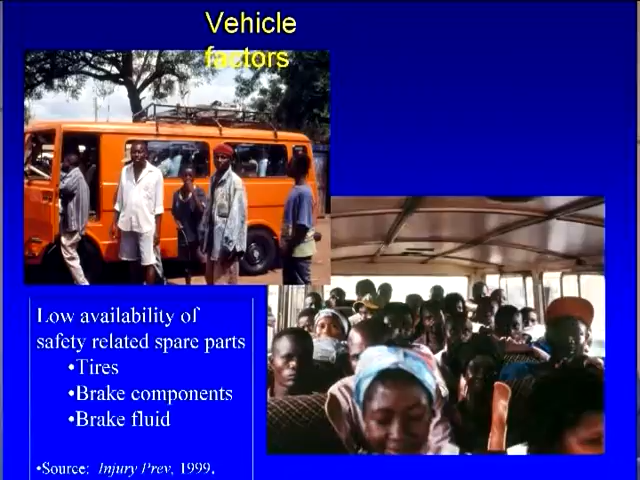 Vehicle
factors
Low availability of
safety related spare parts
•Tires
•Brake components
•Brake fluid
•Source: Injury Prev, 1999.